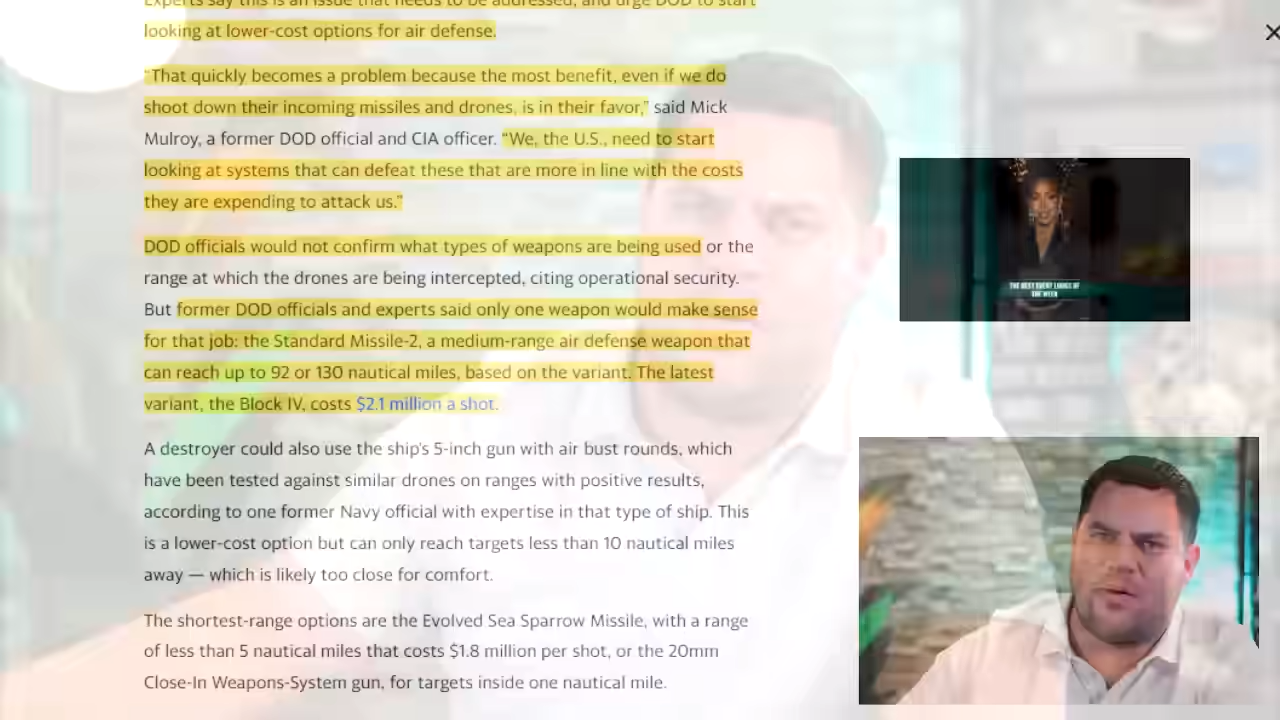 Experts say this is an issue that needs to be addressed, and urge DOD to start
looking at lower-cost options for air defense.
“That quickly becomes a problem because the most benefit, even if we do
shoot down their incoming missiles and drones, is in their favor,” said Mick
Mulroy, a former DOD official and CIA officer. “We, the U.S., need to start
looking at systems that can defeat these that are more in line with the costs
they are expending to attack us.”
DOD officials would not confirm what types of weapons are being used or the
range at which the drones are being intercepted, citing operational security.
But former DOD officials and experts said only one weapon would make sense
for that job: the Standard Missile-2, a medium-range air defense weapon that
can reach up to 92 or 130 nautical miles, based on the variant. The latest
variant, the Block IV, costs $2.1 million a shot.
A destroyer could also use the ship's 5-inch gun with air bust rounds, which
have been tested against similar drones on ranges with positive results,
according to one former Navy official with expertise in that type of ship. This
is a lower-cost option but can only reach targets less than 10 nautical miles
away — which is likely too close for comfort.
The shortest-range options are the Evolved Sea Sparrow Missile, with a range
of less than 5 nautical miles that costs $1.8 million per shot, or the 20mm
Close-In Weapons-System gun, for targets inside one nautical mile.
THE BEST EVENT LOOKS OF
THE WEEK